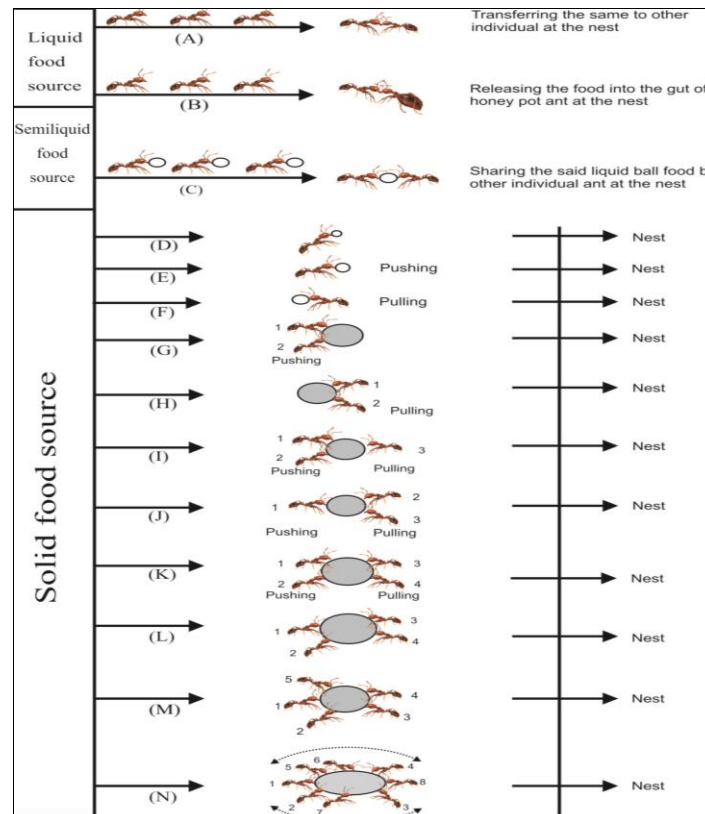 Liquid
food
source
(A)
Transferring the same to other
individual at the nest
(B)
Releasing the food into the gut of
honey pot ant at the nest
Semiliquid
food
source
(C)
Sharing the said liquid ball food b
other individual ant at the nest
Solid food source
(D)
Nest
(E)
Pushing
Nest
(F)
Pulling
Nest
(G)
1
2
Pushing
Nest
(H)
1
2
Pulling
Nest
(I)
1
2
3
Pushing
Pulling
Nest
(J)
1
2
3
Pushing
Pulling
Nest
(K)
1
3
2
4
Pushing
Pulling
Nest
(L)
3
1
4
2
Nest
(M)
5
4
1
3
2
Nest
(N)
6
5
4
1
8
2
7
3
Nest